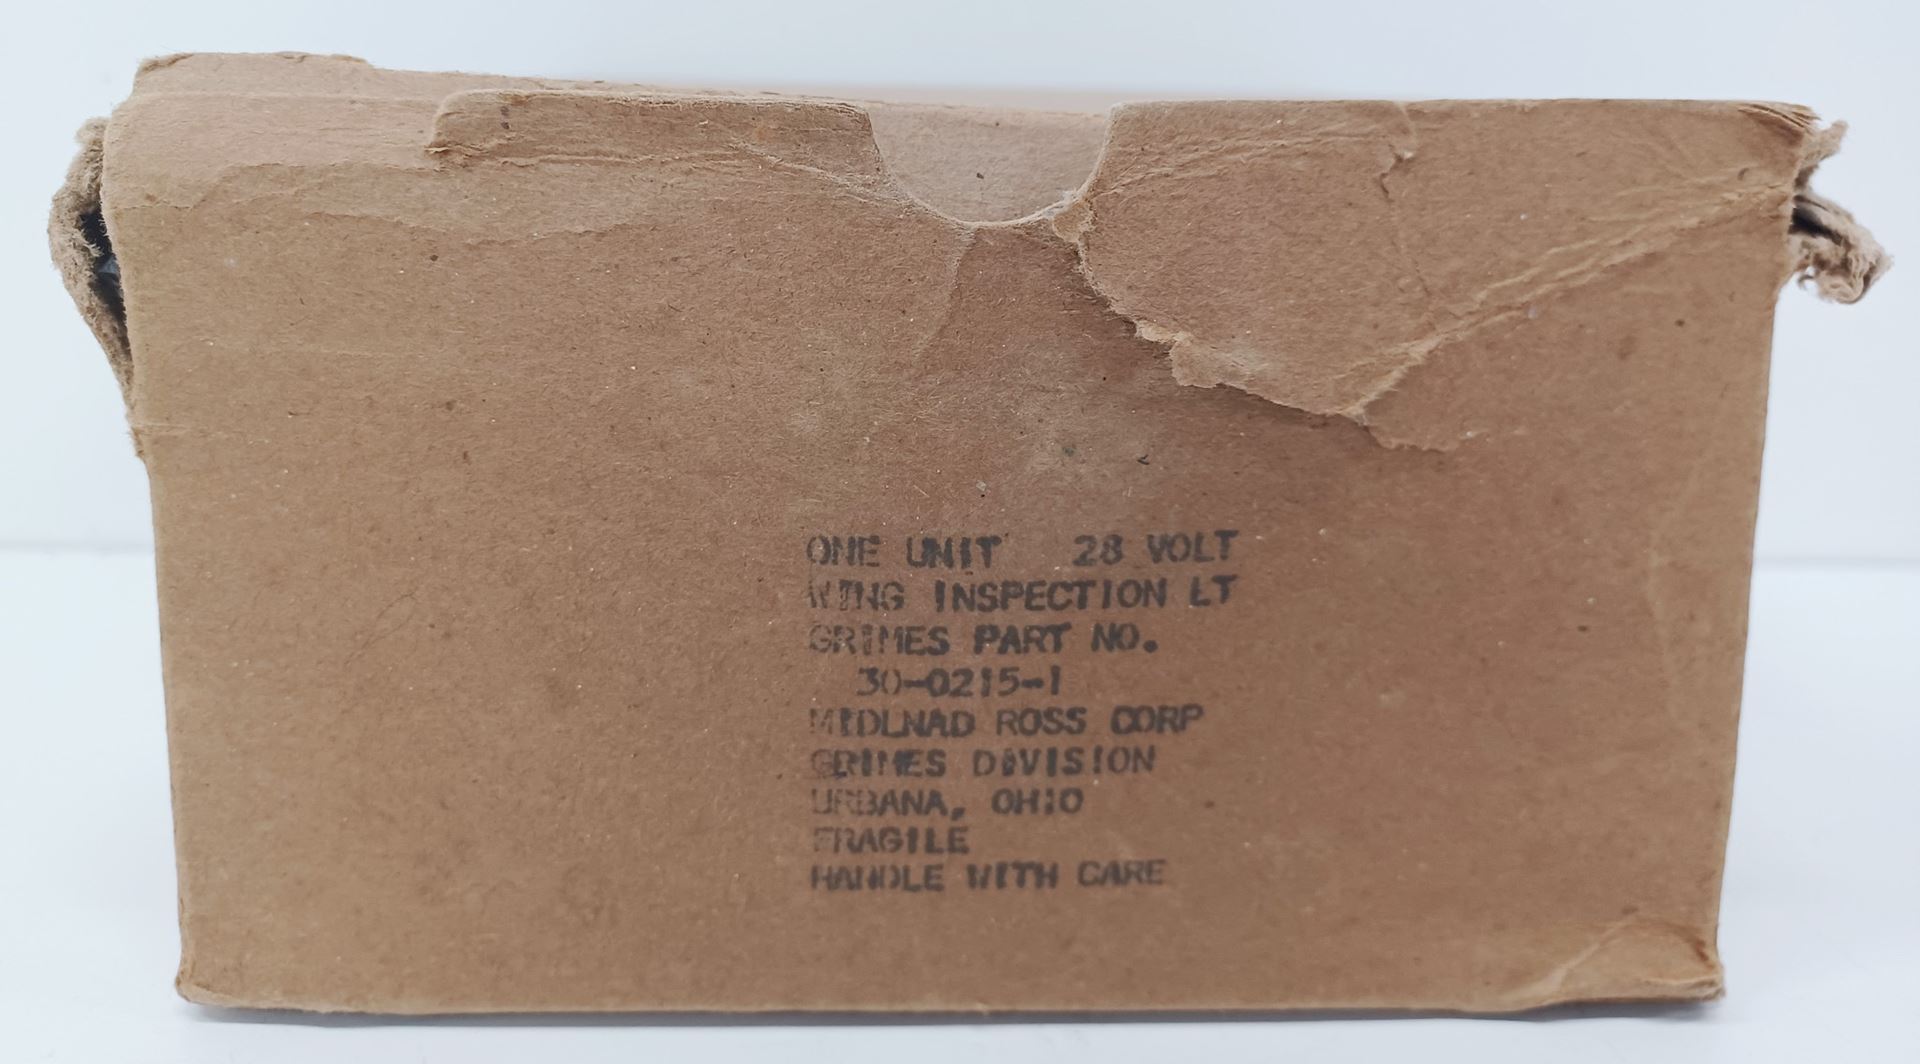 ONE UNIT 28 VOLT
WING INSPECTION LT
GRIMES PART NO.
30-0215-1
MIDLNAD ROSS CORP
GRIMES DIVISION
URBANA, OHIO
FRAGILE
HANDLE WITH CARE